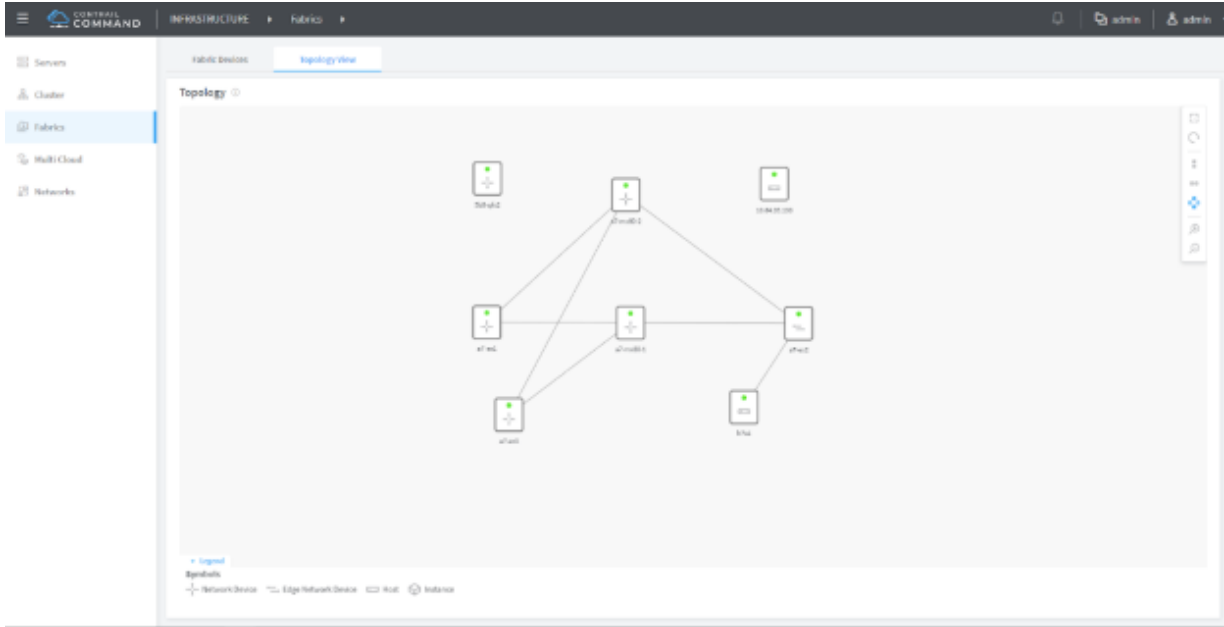 CONTRAIL
COMMAND
INFRASTRUCTURE
Fabrics
admin
admin
Servers
Cluster
Fabrics
Multi Cloud
Networks
Fabric Devices
Topology View
Topology
Legend
Symbols
Network Device
Edge Network Device
Host
Instance